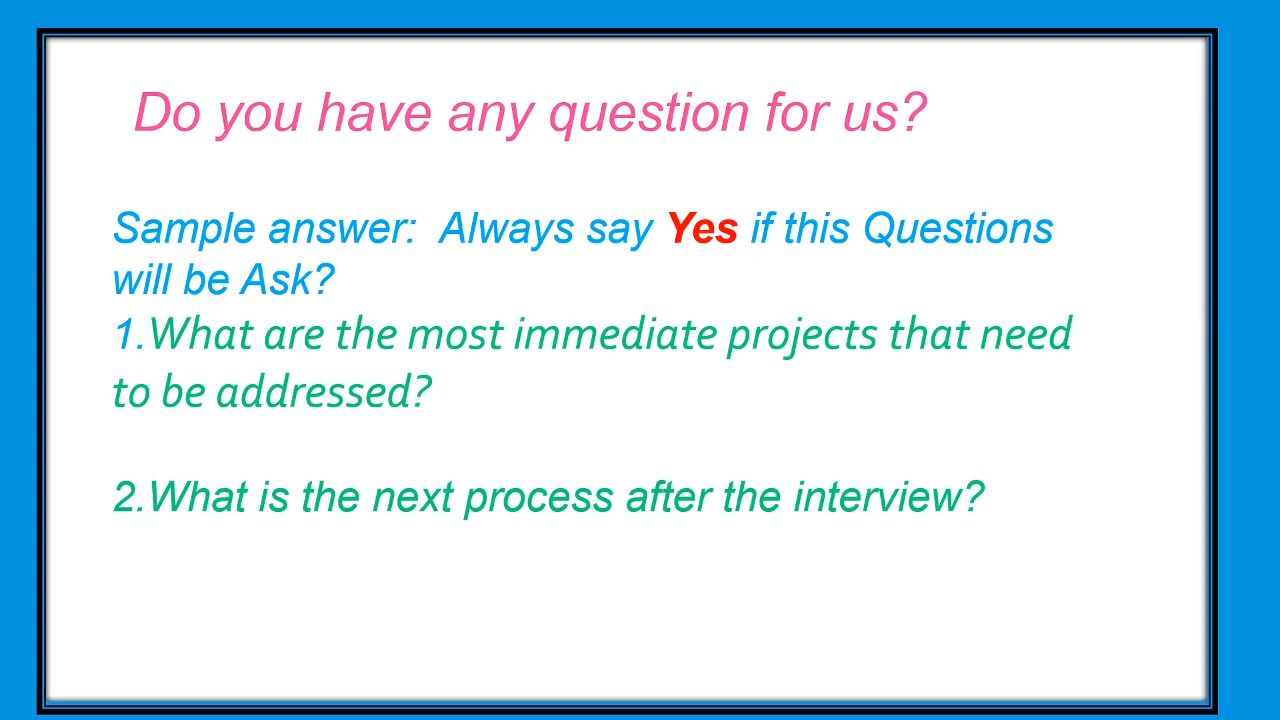 Do you have any question for us?
Sample answer:  Always say Yes if this Questions
will be Ask?
1.What are the most immediate projects that need
to be addressed?
2.What is the next process after the interview?